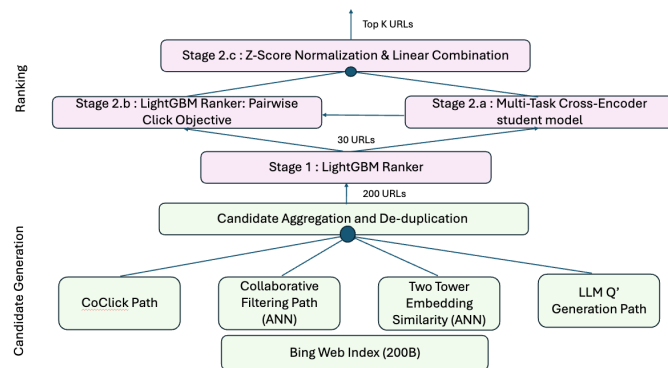 Top K URLs
Stage 2.c : Z-Score Normalization & Linear Combination
Ranking
Stage 2.b : LightGBM Ranker: Pairwise
Click Objective
Stage 2.a : Multi-Task Cross-Encoder
student model
30 URLs
Stage 1 : LightGBM Ranker
200 URLs
Candidate Aggregation and De-duplication
Candidate Generation
CoClick Path
Collaborative
Filtering Path
(ANN)
Two Tower
Embedding
Similarity (ANN)
LLM Q’
Generation Path
Bing Web Index (200B)